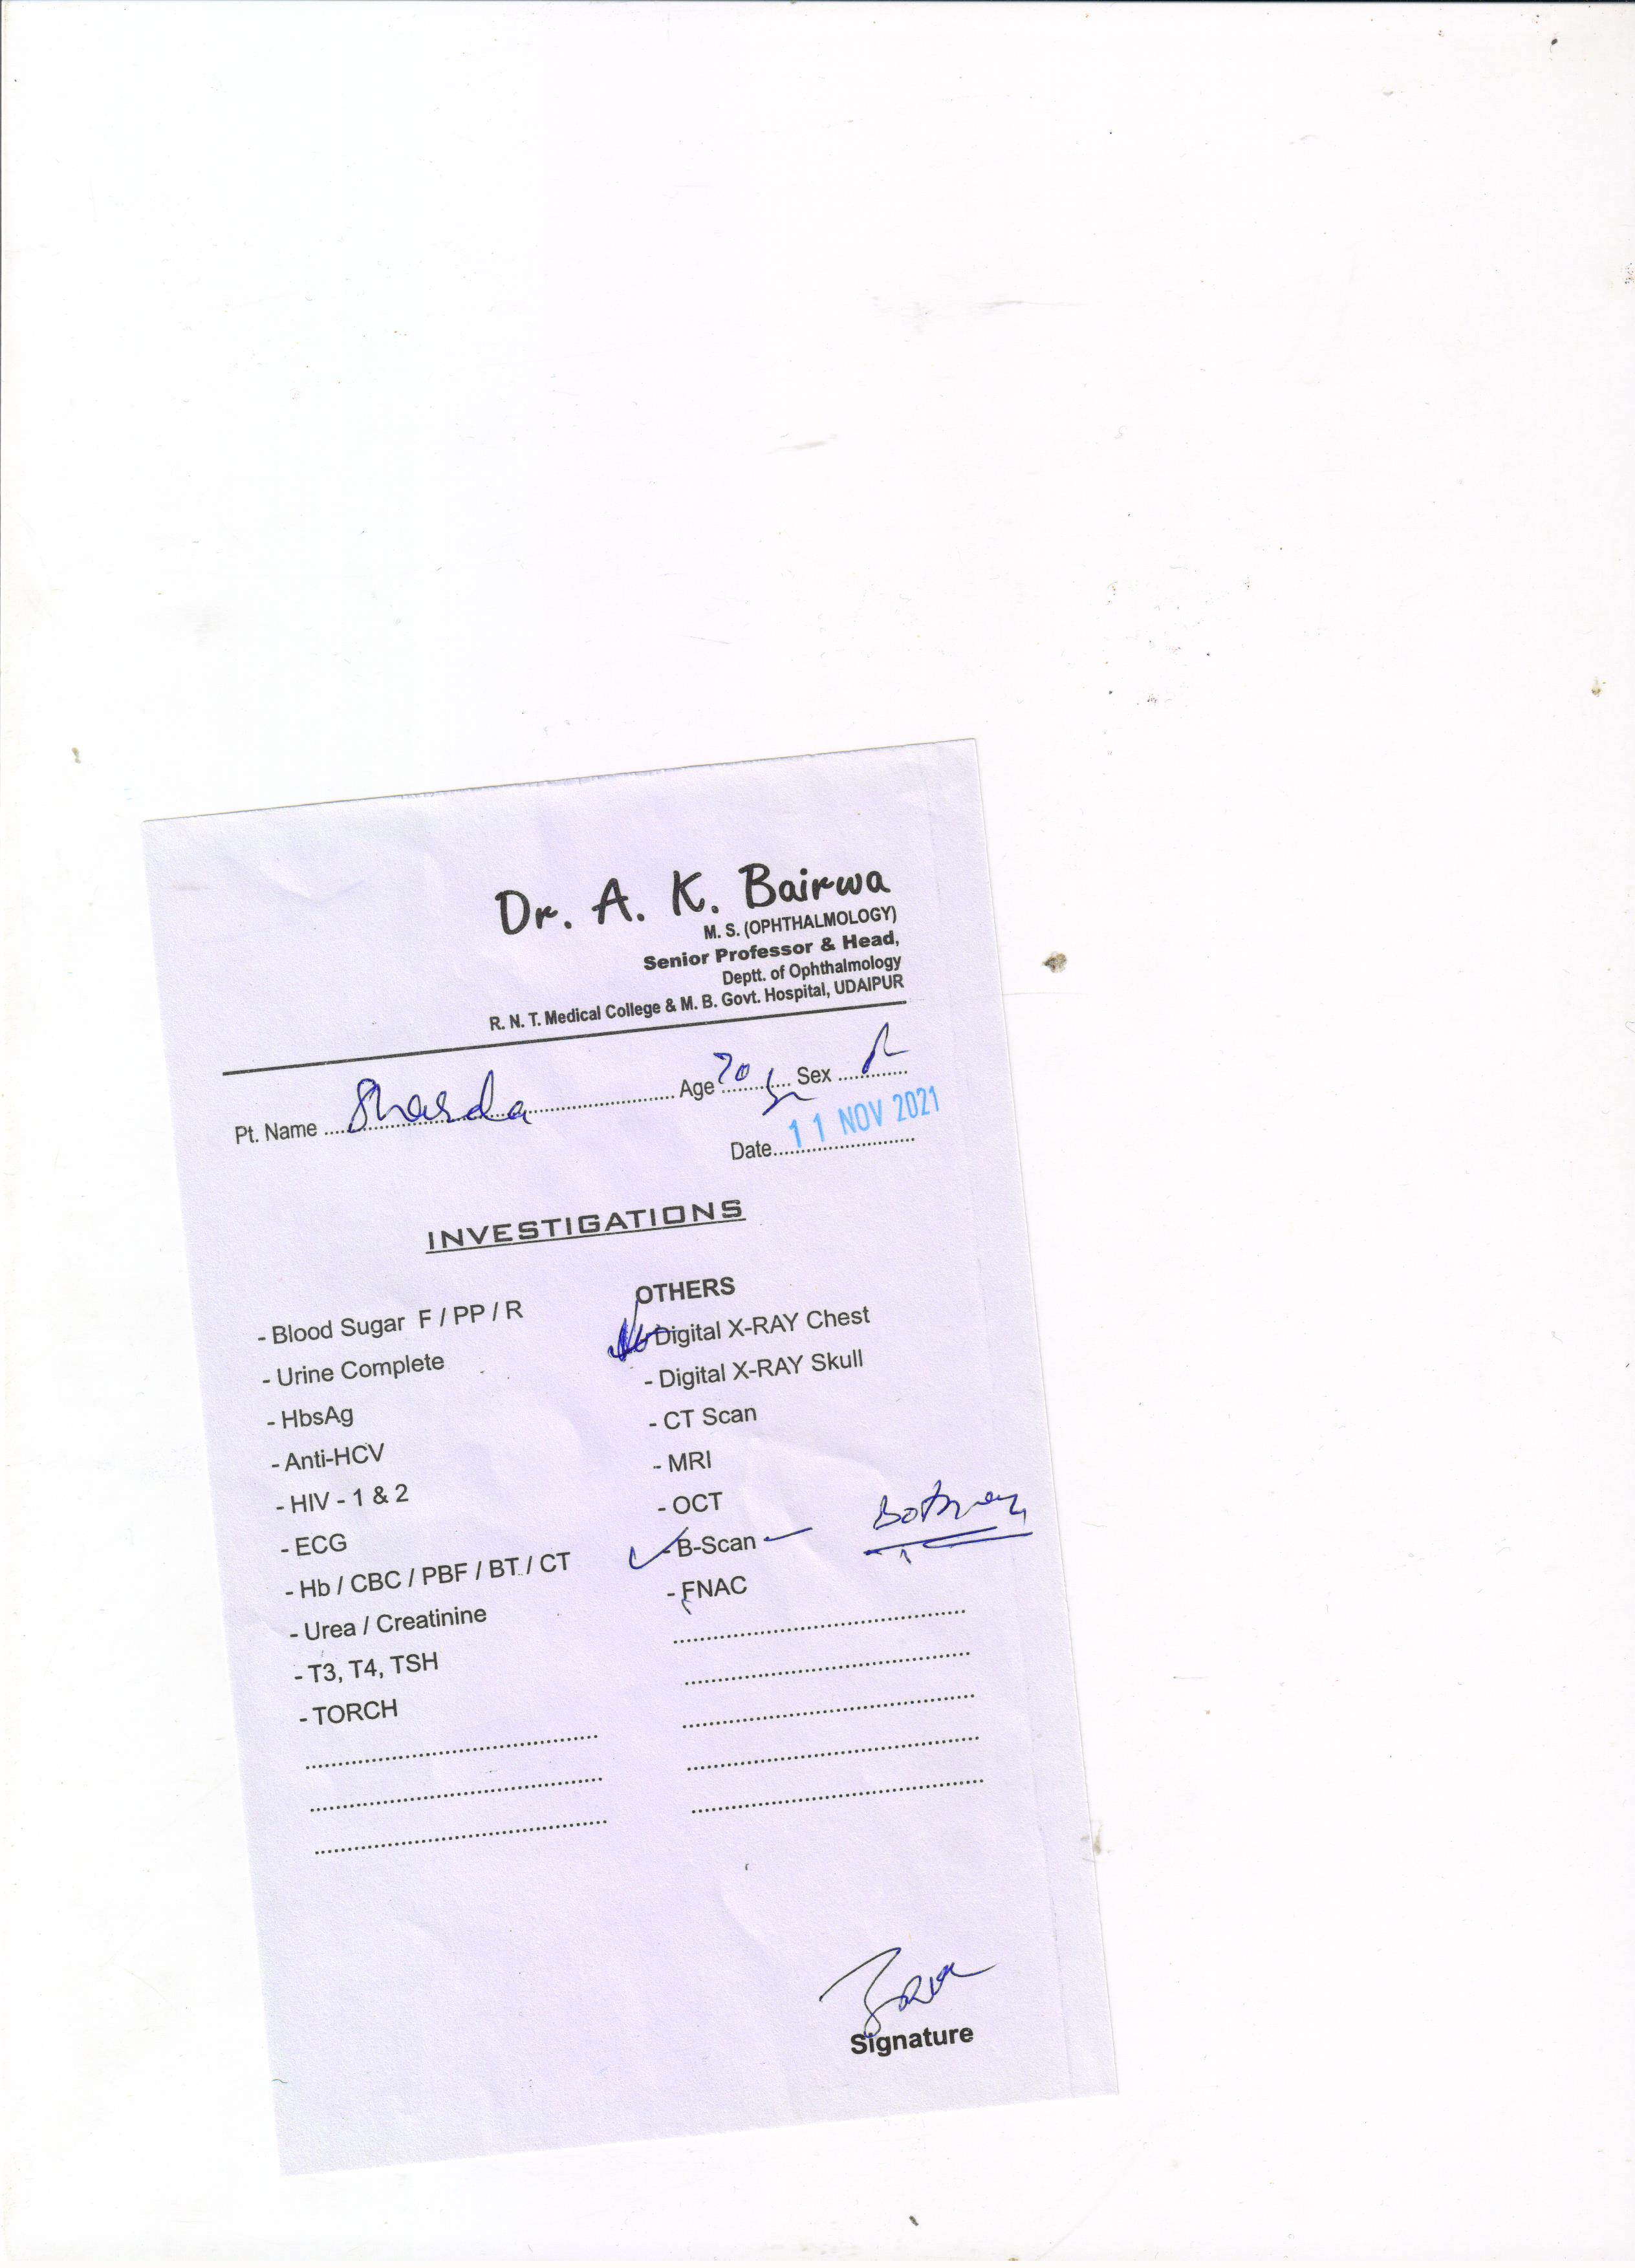 Dr. A. K. Bairwa
M. S. (OPHTHALMOLOGY)
Senior Professor & Head,
Deptt. of Ophthalmology
R. N. T. Medical College & M. B. Govt. Hospital, UDAIPUR
Pt. Name Sharda Age 70 Sex
Date 11 NOV 2021
INVESTIGATIONS
- Blood Sugar F / PP / R
- Urine Complete
- HbsAg
- Anti-HCV
- HIV - 1 & 2
- ECG
- Hb / CBC / PBF / BT / CT
- Urea / Creatinine
- T3, T4, TSH
- TORCH
OTHERS
Digital X-RAY Chest
- Digital X-RAY Skull
- CT Scan
- MRI
- OCT
- B-Scan
- FNAC
Signature